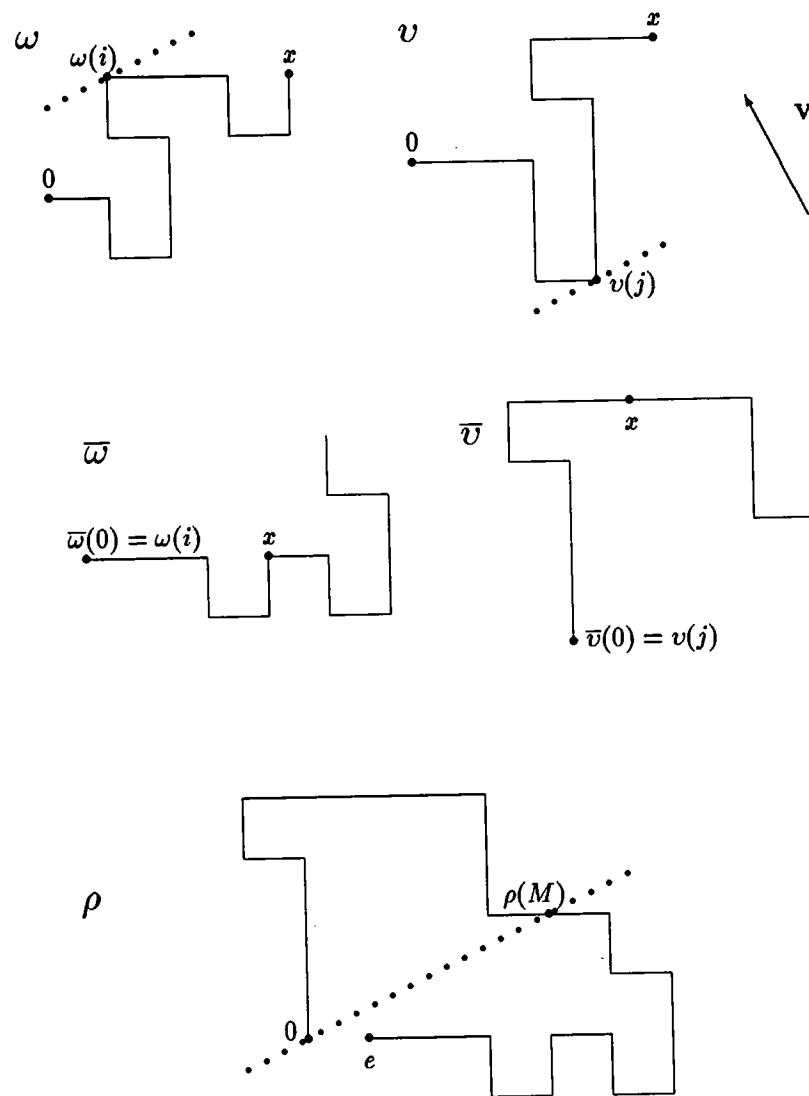 ω
ω(i)
x
0
υ
x
0
υ(j)
v
ω̅
ω̅(0) = ω(i)
x
υ̅
x
υ̅(0) = υ(j)
ρ
ρ(M)
0
e